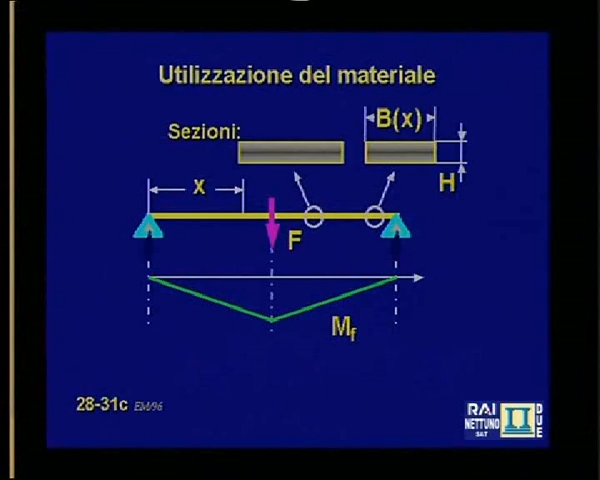 Utilizzazione del materiale
Sezioni:
B(x)
H
x
F
Mf
28-31c EM/96
RAI
NETTUNO
SAT
DUE